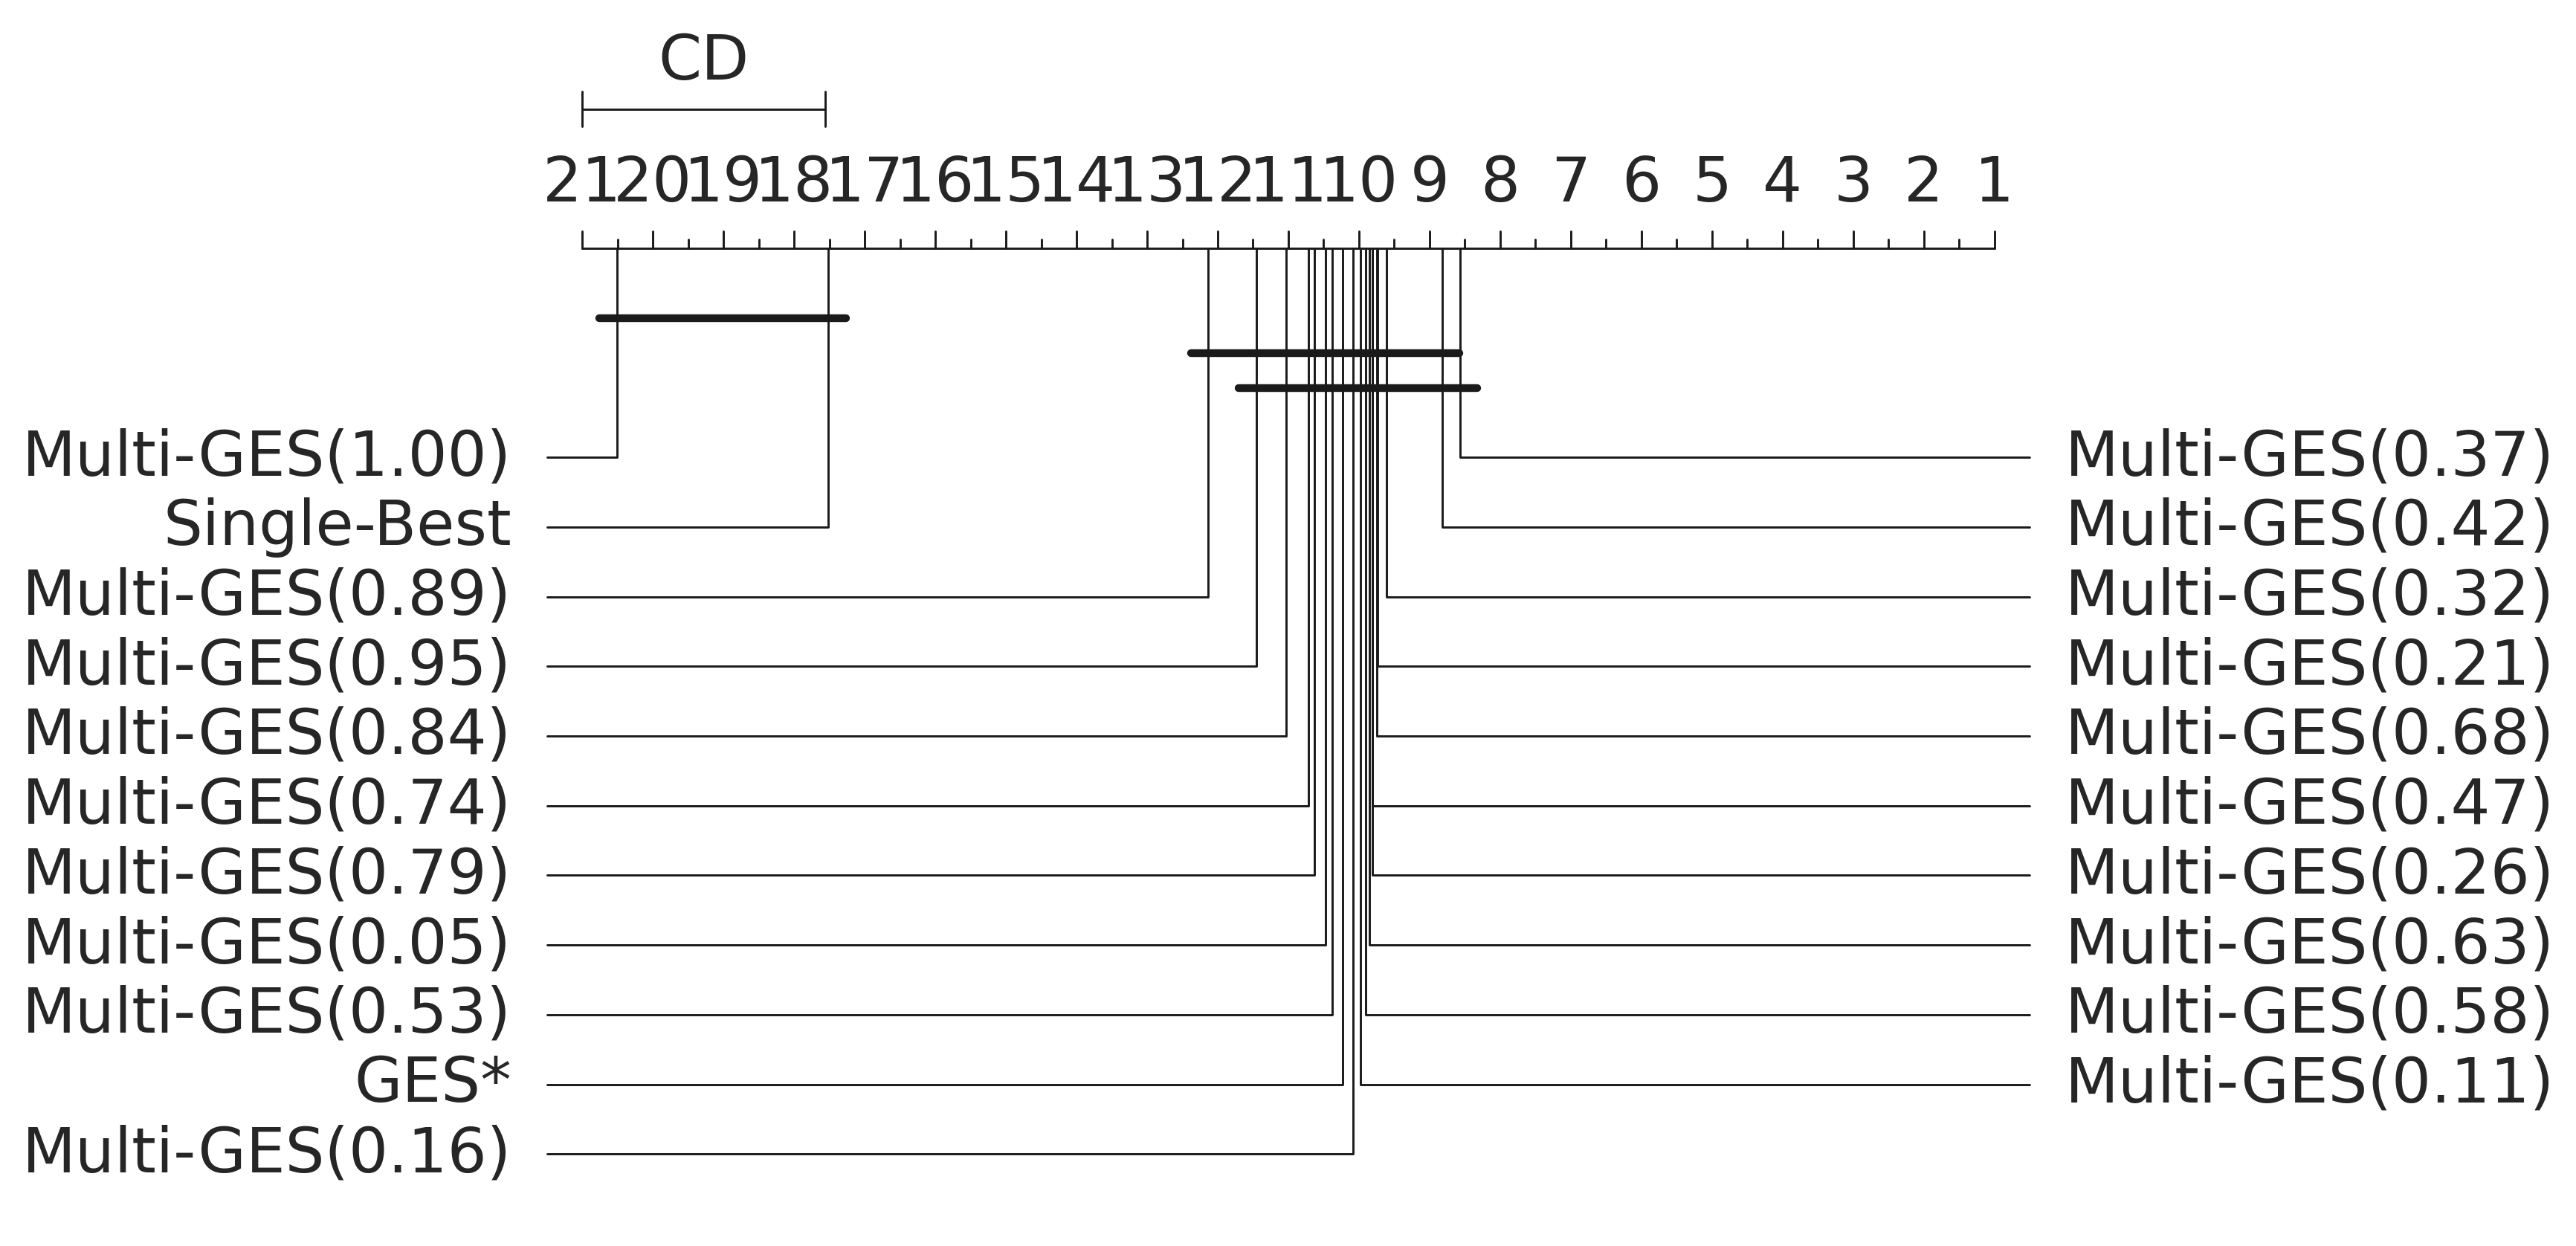 CD
21 20 19 18 17 16 15 14 13 12 11 10 9 8 7 6 5 4 3 2 1
Multi-GES(1.00)
Single-Best
Multi-GES(0.89)
Multi-GES(0.95)
Multi-GES(0.84)
Multi-GES(0.74)
Multi-GES(0.79)
Multi-GES(0.05)
Multi-GES(0.53)
GES*
Multi-GES(0.16)
Multi-GES(0.37)
Multi-GES(0.42)
Multi-GES(0.32)
Multi-GES(0.21)
Multi-GES(0.68)
Multi-GES(0.47)
Multi-GES(0.26)
Multi-GES(0.63)
Multi-GES(0.58)
Multi-GES(0.11)